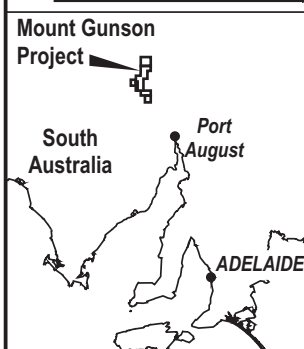 Mount Gunson
Project
Port
August
South
Australia
ADELAIDE